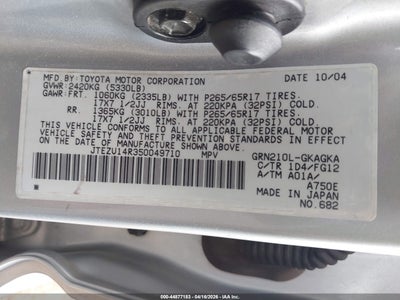 MFD.BY:TOYOTA MOTOR CORPORATION DATE 10/04
GVWR:2420KG (5330LB)
GAWR:FRT. 1060KG (2335LB) WITH P265/65R17 TIRES.
17X7 1/2JJ RIMS. AT 220KPA (32PSI) COLD.
RR. 1365KG (3010LB) WITH P265/65R17 TIRES.
17X7 1/2JJ RIMS. AT 220KPA (32PSI) COLD.
THIS VEHICLE CONFORMS TO ALL APPLICABLE FEDERAL MOTOR
VEHICLE SAFETY AND THEFT PREVENTION STANDARDS IN EFFECT
ON THE DATE OF MANUFACTURE SHOWN ABOVE.
JTEZU14R350049710 MPV GRN210L-GKAGKA
C/TR 1D4/FG12
A/TM A01A/
A750E
MADE IN JAPAN
NO.682
000-44877183 - 04/16/2026 - IAA